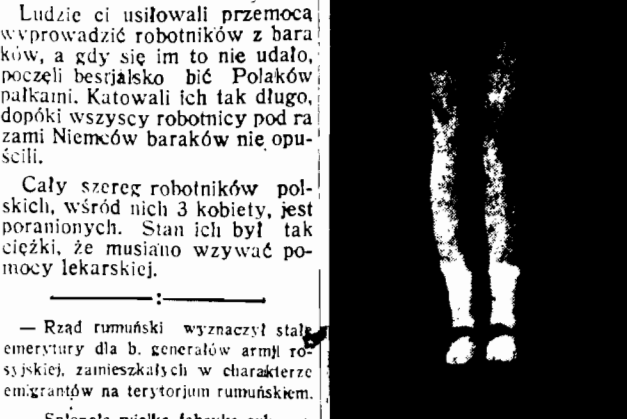 Ludzie ci usiłowali przemocą
wyprowadzić robotników z bara
ków, a gdy się im to nie udało,
poczęli bestjalsko bić Polaków
pałkami. Katowali ich tak długo,
dopóki wszyscy robotnicy pod ra
zami Niemców baraków nie opu-
ścili.
Cały szereg robotników pol-
skich, wśród nich 3 kobiety, jest
poranionych. Stan ich był tak
ciężki, że musiano wzywać po-
mocy lekarskiej.
— Rząd rumuński wyznaczył stałe
emerytury dla b. generałów armji ro-
syjskiej, zamieszkałych w charakterze
emigrantów na terytorjum rumuńskiem.